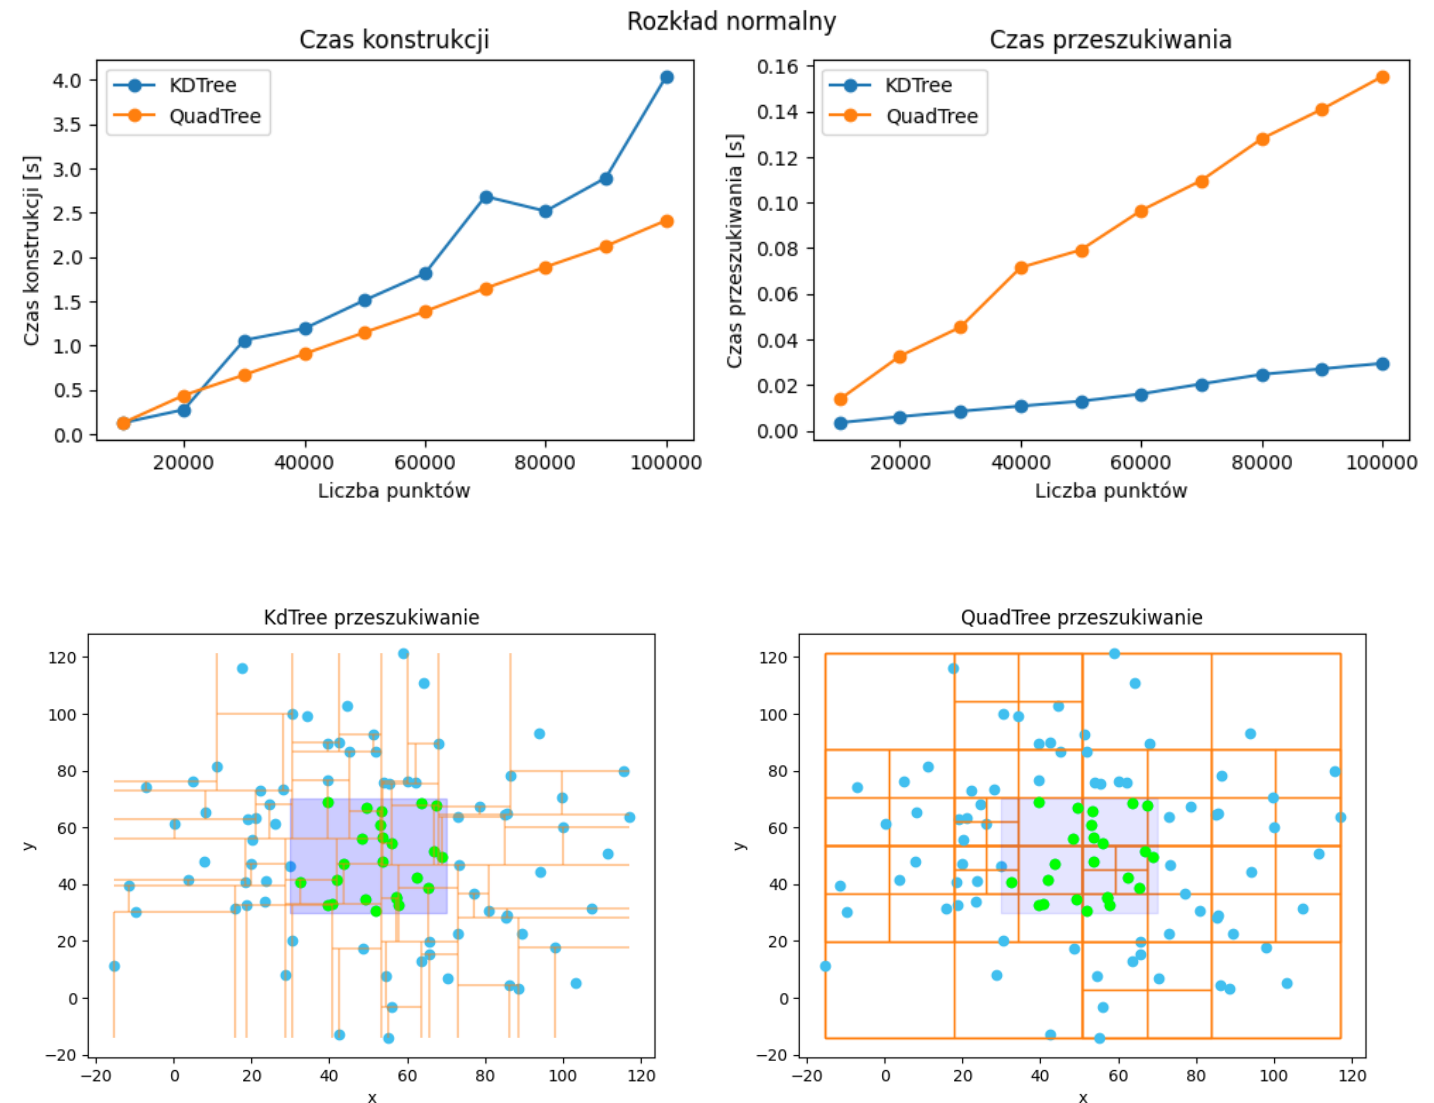 Rozkład normalny
Czas konstrukcji
Czas konstrukcji [s]
4.0
3.5
3.0
2.5
2.0
1.5
1.0
0.5
0.0
KDTree
QuadTree
20000 40000 60000 80000 100000
Liczba punktów
Czas przeszukiwania
Czas przeszukiwania [s]
0.16
0.14
0.12
0.10
0.08
0.06
0.04
0.02
0.00
KDTree
QuadTree
20000 40000 60000 80000 100000
Liczba punktów
KdTree przeszukiwanie
y
120
100
80
60
40
20
0
−20
−20 0 20 40 60 80 100 120
x
QuadTree przeszukiwanie
y
120
100
80
60
40
20
0
−20
−20 0 20 40 60 80 100 120
x